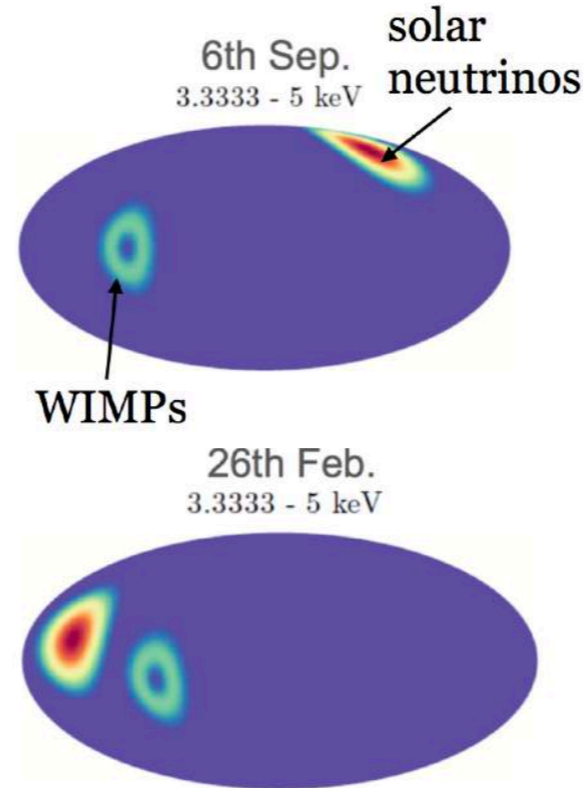 solar
neutrinos
6th Sep.
3.3333 - 5 keV
WIMPs
26th Feb.
3.3333 - 5 keV